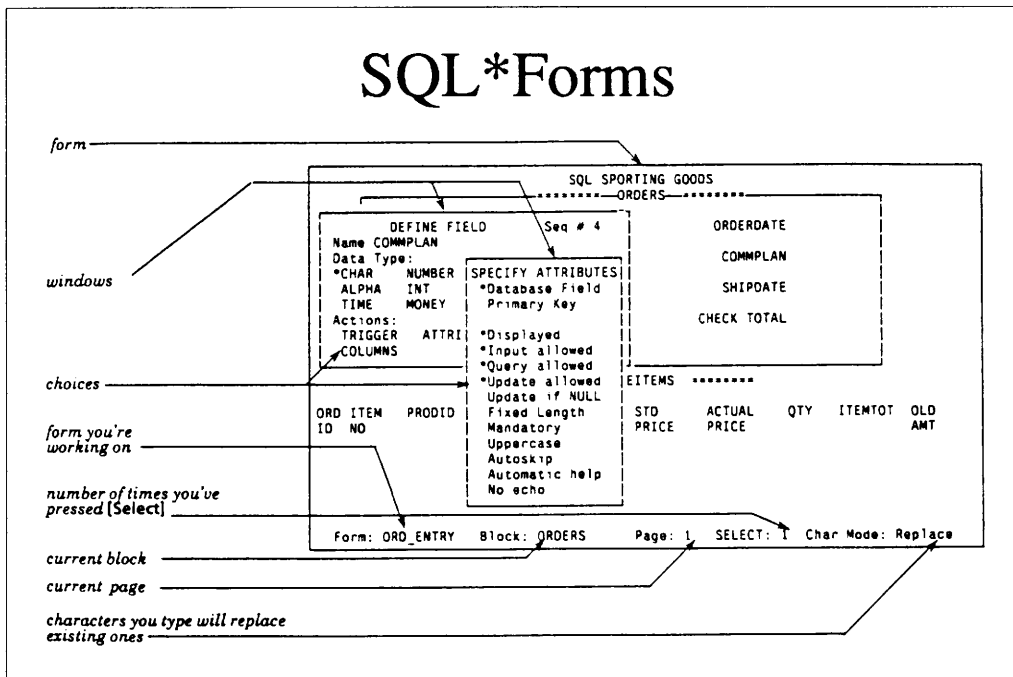 SQL*Forms
form
SQL SPORTING GOODS
******** ORDERS ********
DEFINE FIELD Seq # 4
ORDERDATE
Name COMMPLAN
Data Type:
COMMPLAN
windows
*CHAR NUMBER
SPECIFY ATTRIBUTES
ALPHA INT
*Database Field
SHIPDATE
TIME MONEY
Primary Key
Actions:
CHECK TOTAL
TRIGGER ATTRI
*Displayed
COLUMNS
*Input allowed
*Query allowed
choices
*Update allowed
EITEMS ********
Update if NULL
ORD ITEM PRODID
Fixed Length
STD ACTUAL QTY ITEMTOT OLD
ID NO
Mandatory
PRICE PRICE AMT
form you're
working on
Uppercase
Autoskip
Automatic help
No echo
number of times you've
pressed [Select]
Form: ORD_ENTRY Block: ORDERS Page: 1 SELECT: 1 Char Mode: Replace
current block
current page
characters you type will replace
existing ones